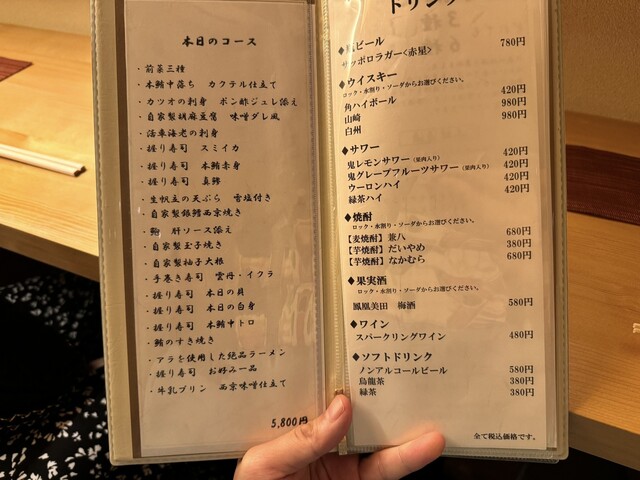 本日のコース
・前菜三種
・本鮪中落ち カクテル仕立て
・カツオの刺身 ポン酢ジュレ添え
・自家製胡麻豆腐 味噌ダレ風
・活車海老の刺身
・握り寿司 スミイカ
・握り寿司 本鮪赤身
・握り寿司 真鯵
・生帆立の天ぷら 雪塩付き
・自家製銀鱈西京焼き
・鮑 肝ソース添え
・自家製玉子焼き
・自家製柚子大根
・手巻き寿司 雲丹・イクラ
・握り寿司 本日の貝
・握り寿司 本日の白身
・握り寿司 本鮪中トロ
・鮪のすき焼き
・アラを使用した絶品ラーメン
・握り寿司 お好み一品
・牛乳プリン 西京味噌仕立て
5,800円
ドリンク
ビール
サッポロラガー<赤星> 780円
◆ウイスキー
ロック・水割り・ソーダからお選びください。
角ハイボール 420円
山崎 980円
白州 980円
◆サワー
鬼レモンサワー(果肉入り) 420円
鬼グレープフルーツサワー(果肉入り) 420円
ウーロンハイ 420円
緑茶ハイ 420円
◆焼酎
ロック・水割り・ソーダからお選びください。
【麦焼酎】兼八 680円
【芋焼酎】だいやめ 380円
【芋焼酎】なかむら 680円
◆果実酒
ロック・水割り・ソーダからお選びください。
鳳凰美田 梅酒 580円
◆ワイン
スパークリングワイン 480円
◆ソフトドリンク
ノンアルコールビール 580円
烏龍茶 380円
緑茶 380円
全て税込価格です。